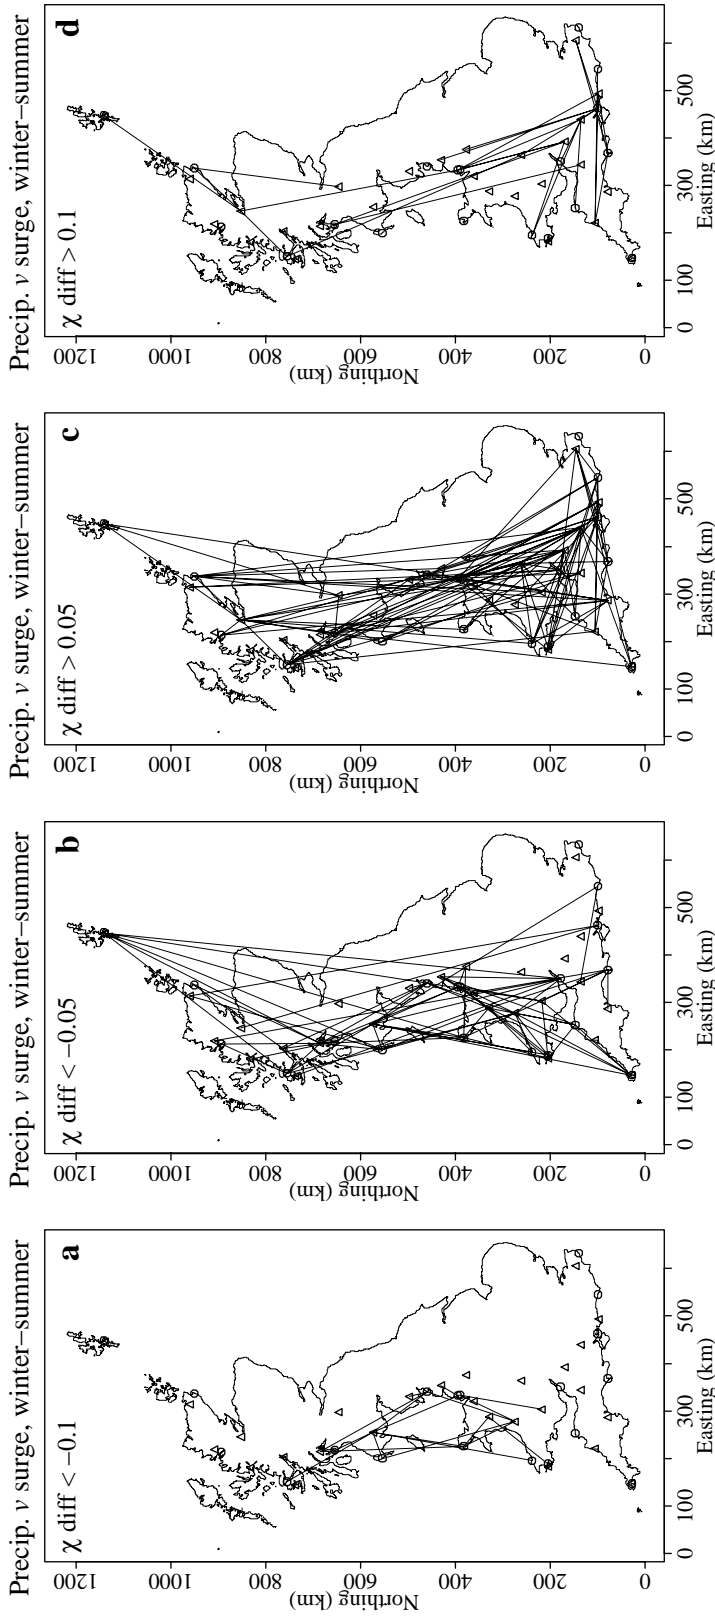 Precip. v surge, winter–summer
χ diff < −0.1
a
Northing (km)
0
200
400
600
800
1000
1200
0
100
300
500
Easting (km)
Precip. v surge, winter–summer
χ diff < −0.05
b
Northing (km)
0
200
400
600
800
1000
1200
0
100
300
500
Easting (km)
Precip. v surge, winter–summer
χ diff > 0.05
c
Northing (km)
0
200
400
600
800
1000
1200
0
100
300
500
Easting (km)
Precip. v surge, winter–summer
χ diff > 0.1
d
Northing (km)
0
200
400
600
800
1000
1200
0
100
300
500
Easting (km)